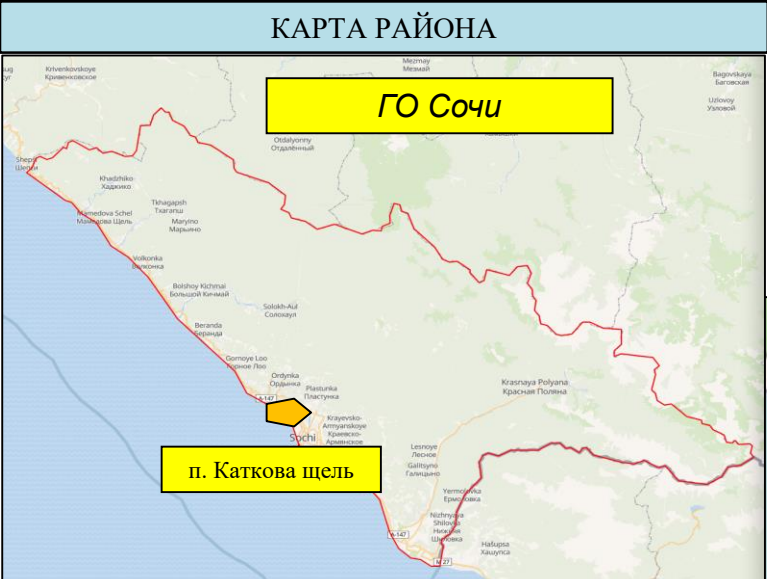 КАРТА РАЙОНА
Krivenkovskoye
Кривенковское
Mezmay
Мезмай
ГО Сочи
Bagovskaya
Баговская
Uzlovoy
Узловой
Otdalyonny
Отдалённый
Shepsi
Шепси
Khadzhiko
Хаджико
Mamedova Schel
Мамедова Щель
Tkhagapsh
Тхагапш
Maryino
Марьино
Volkonka
Волконка
Bolshoy Kichmai
Большой Кичмай
Solokh-Aul
Солохаул
Beranda
Беранда
Gornoye Loo
Горное Лоо
Ordynka
Ордынка
Plastunka
Пластунка
A-147
Krasnaya Polyana
Красная Поляна
Krayevsko-
Armyanskoye
Краевско-
Армянское
Sochi
п. Каткова щель
Lesnoye
Лесное
Galitsyno
Галицыно
Yermolovka
Ермоловка
Nizhnyaya
Shilovka
Нижняя
Шиловка
A-147
Hašupsa
Хашупса
M-27